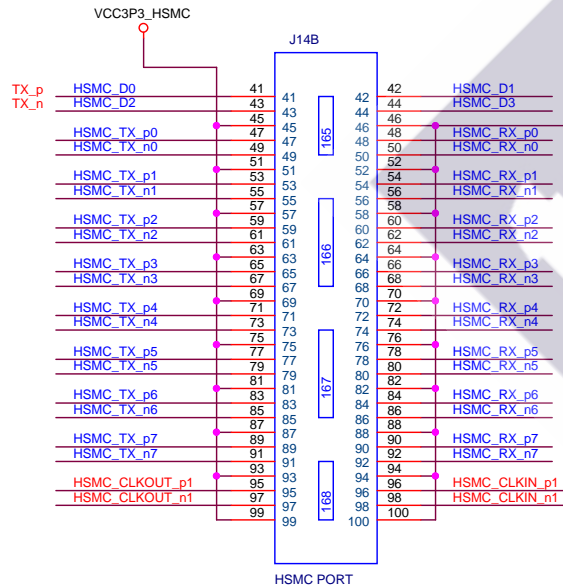 VCC3P3_HSMC
J14B
TX_p HSMC_D0 41 41 42 42 HSMC_D1
TX_n HSMC_D2 43 43 44 44 HSMC_D3
45 45 165 46 46
HSMC_TX_p0 47 47 48 48 HSMC_RX_p0
HSMC_TX_n0 49 49 50 50 HSMC_RX_n0
51 51 52 52
HSMC_TX_p1 53 53 54 54 HSMC_RX_p1
HSMC_TX_n1 55 55 56 56 HSMC_RX_n1
57 57 58 58
HSMC_TX_p2 59 59 60 60 HSMC_RX_p2
HSMC_TX_n2 61 61 62 62 HSMC_RX_n2
63 63 166 64 64
HSMC_TX_p3 65 65 66 66 HSMC_RX_p3
HSMC_TX_n3 67 67 68 68 HSMC_RX_n3
69 69 70 70
HSMC_TX_p4 71 71 72 72 HSMC_RX_p4
HSMC_TX_n4 73 73 74 74 HSMC_RX_n4
75 75 76 76
HSMC_TX_p5 77 77 78 78 HSMC_RX_p5
HSMC_TX_n5 79 79 80 80 HSMC_RX_n5
81 81 167 82 82
HSMC_TX_p6 83 83 84 84 HSMC_RX_p6
HSMC_TX_n6 85 85 86 86 HSMC_RX_n6
87 87 88 88
HSMC_TX_p7 89 89 90 90 HSMC_RX_p7
HSMC_TX_n7 91 91 92 92 HSMC_RX_n7
93 93 94 94
HSMC_CLKOUT_p1 95 95 168 96 96 HSMC_CLKIN_p1
HSMC_CLKOUT_n1 97 97 98 98 HSMC_CLKIN_n1
99 99 100 100
HSMC PORT